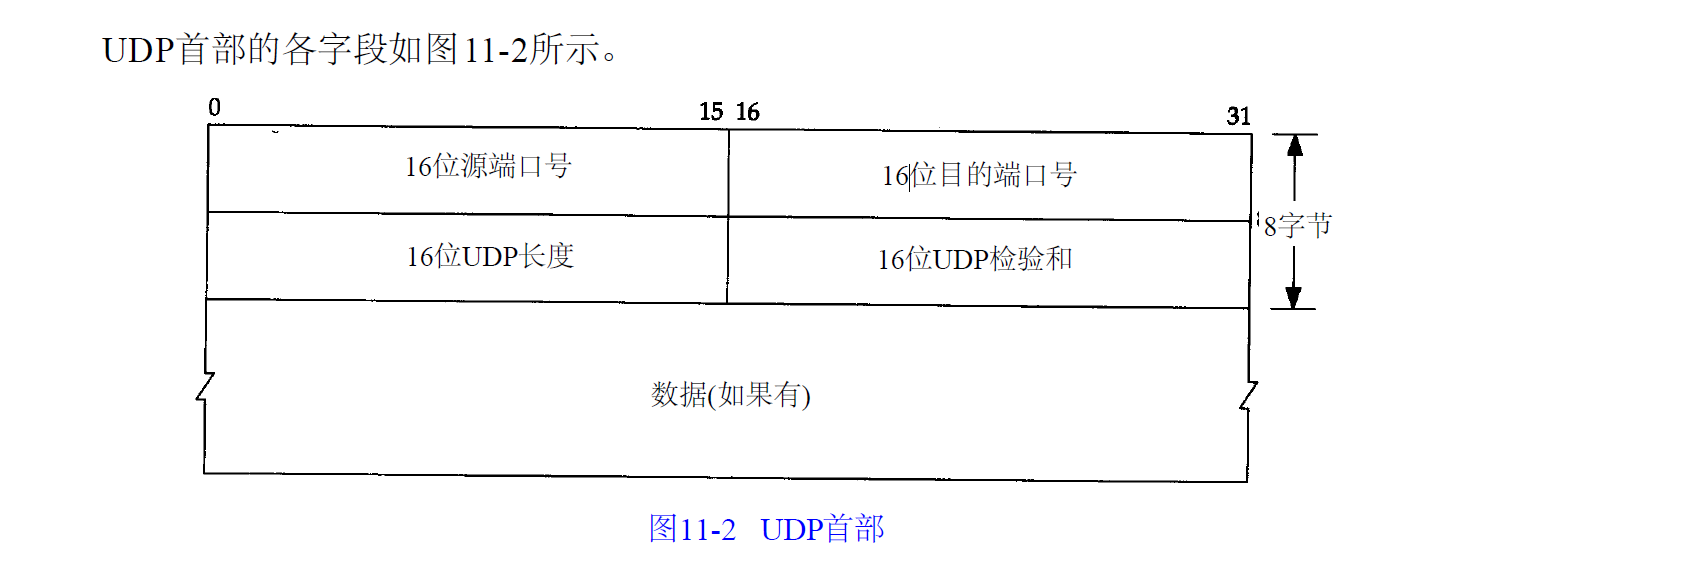 UDP首部的各字段如图11-2所示。
0 15 16 31
16位源端口号 16位目的端口号
8字节
16位UDP长度 16位UDP检验和
数据(如果有)
图11-2 UDP首部